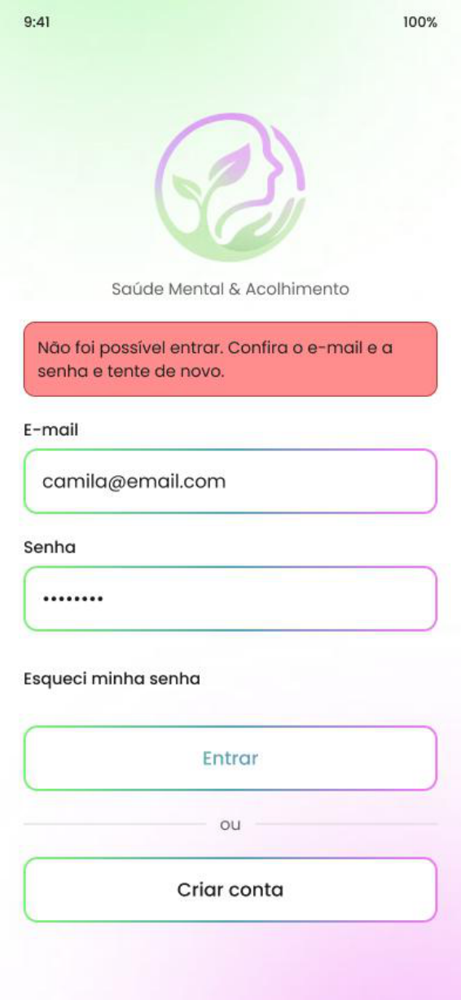 9:41
100%
Saúde Mental & Acolhimento
Não foi possível entrar. Confira o e-mail e a
senha e tente de novo.
E-mail
camila@email.com
Senha
••••••••
Esqueci minha senha
Entrar
ou
Criar conta